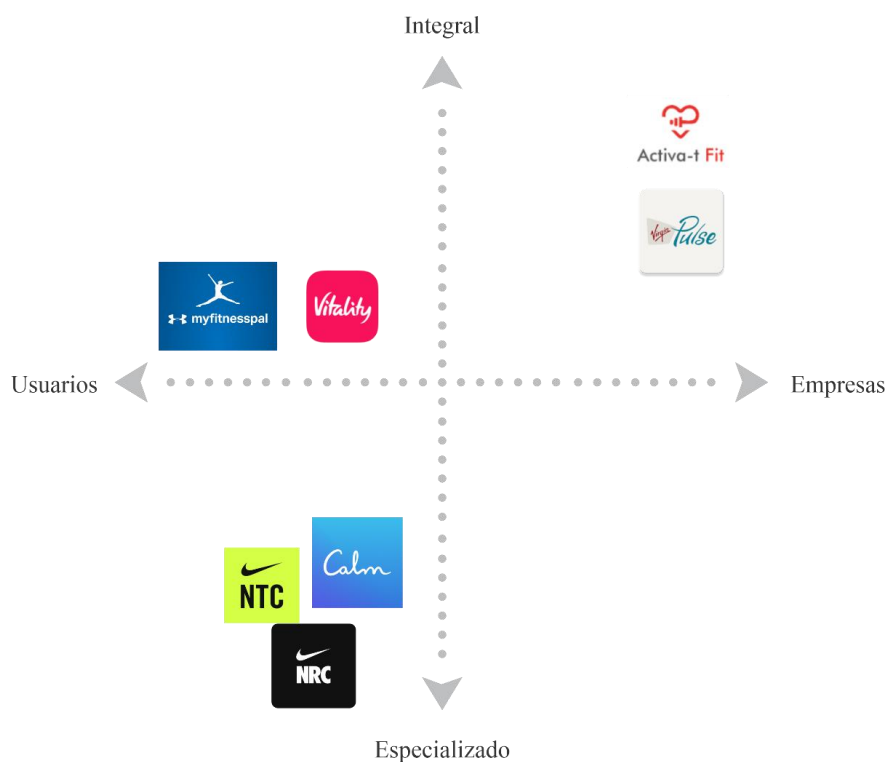 Integral
Activa-t Fit
Virgin Pulse
myfitnesspal
Vitality
Usuarios
Empresas
Calm
NTC
NRC
Especializado